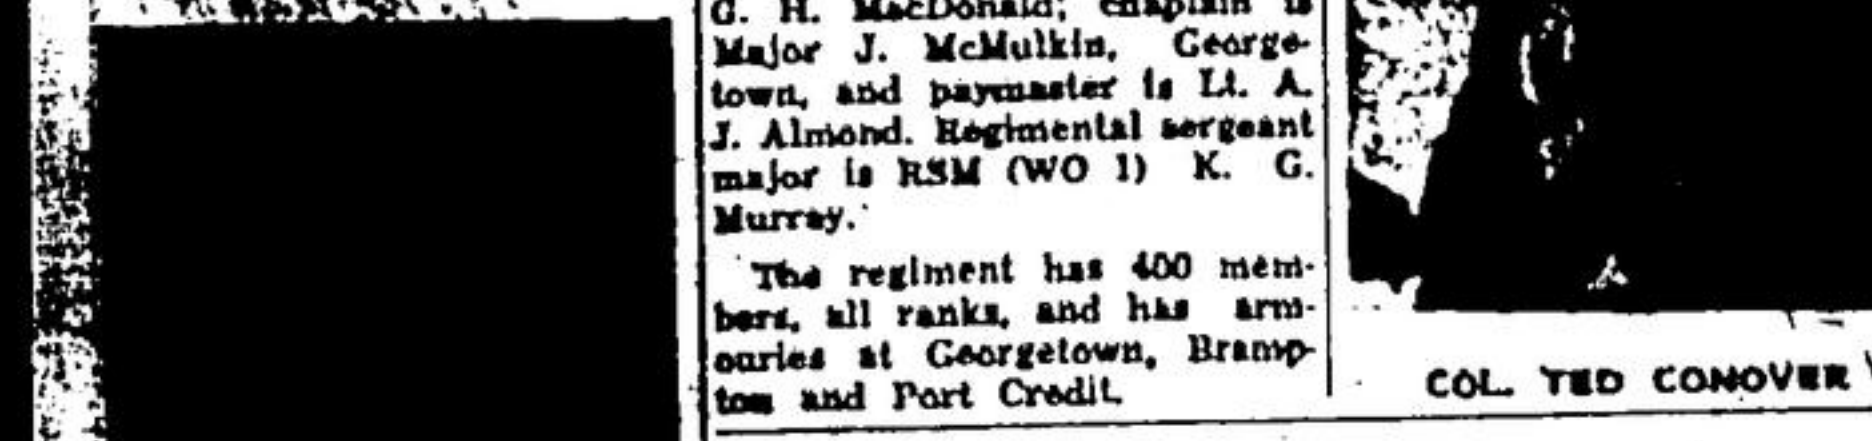 G. H. MacDonald; chaplain is
Major J. McMulkin, George-
town, and paymaster is Lt. A.
J. Almond. Regimental sergeant
major is RSM (WO 1) K. G.
Murray.
The regiment has 400 mem-
bers, all ranks, and has arm-
ouries at Georgetown, Bramp-
ton and Port Credit.
COL. TED CONOVER